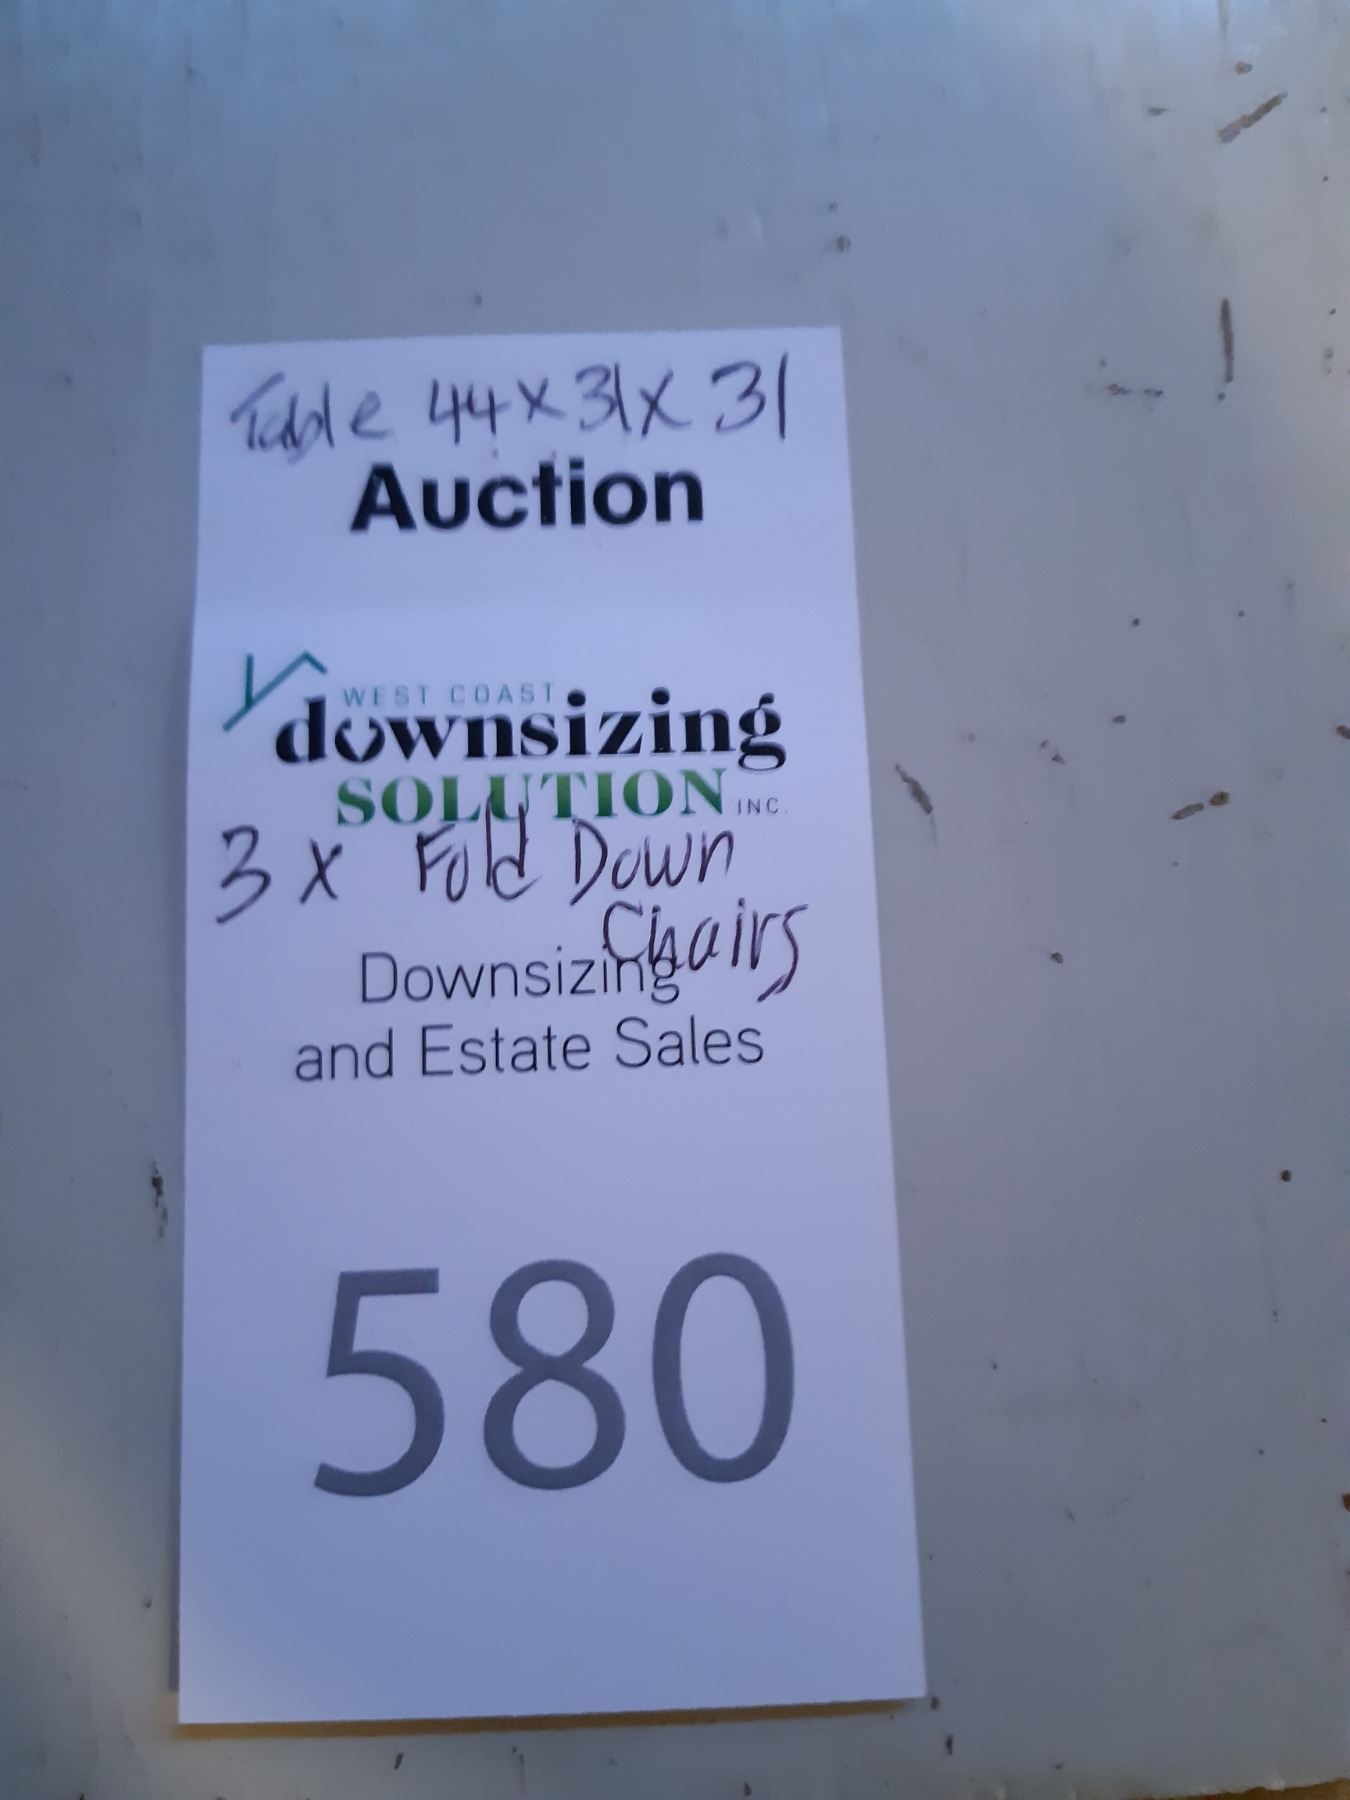 Table 44 x 31 x 31
Auction
WEST COAST
downsizing
SOLUTION INC.
3 x Fold Down
Chairs
Downsizing
and Estate Sales
580